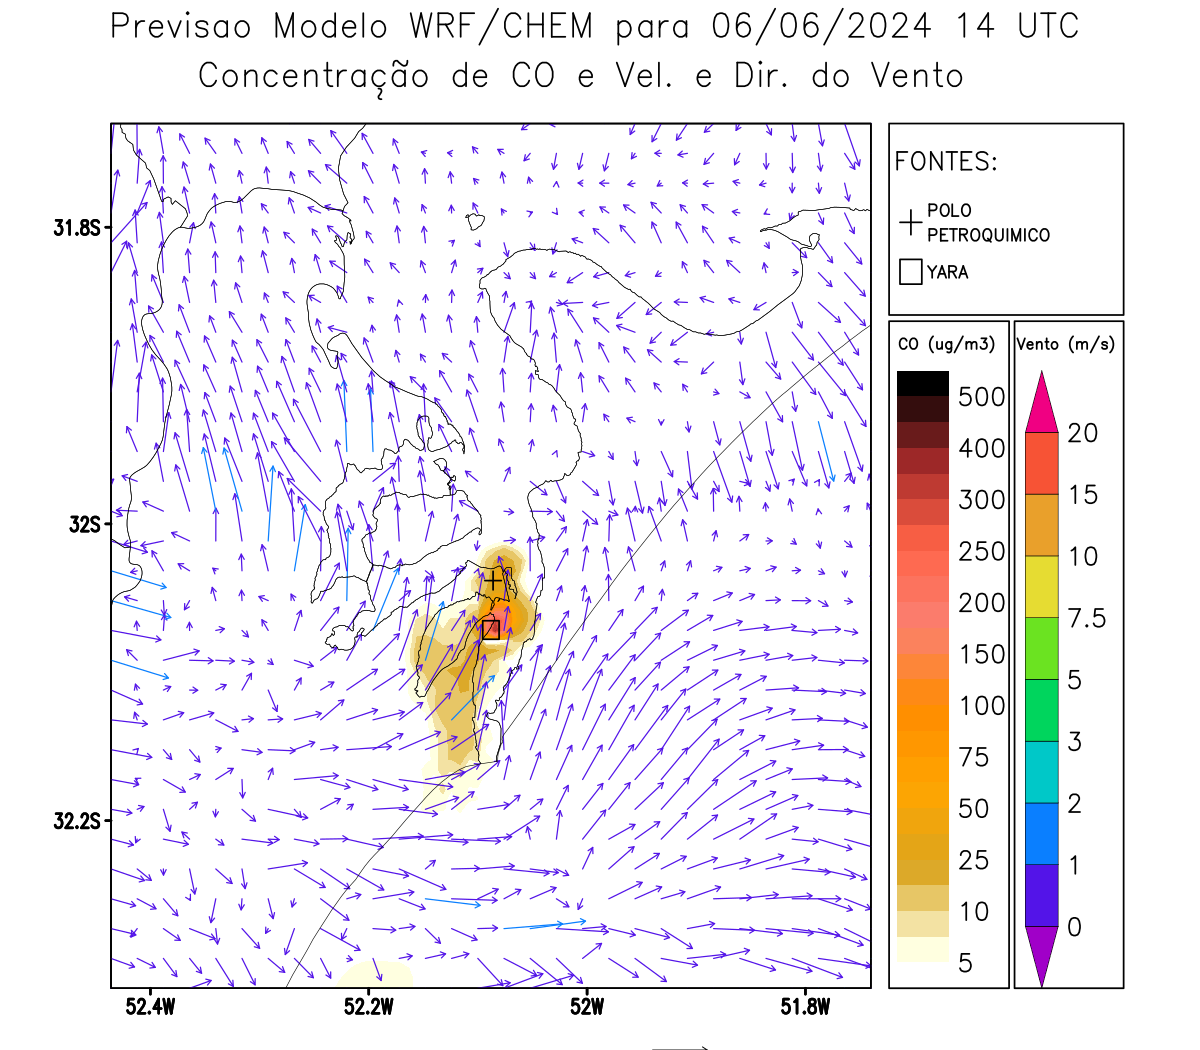 Previsao Modelo WRF/CHEM para 06/06/2024 14 UTC
Concentração de CO e Vel. e Dir. do Vento
FONTES:
POLO
PETROQUIMICO
YARA
CO (ug/m3)
500
400
300
250
200
150
100
75
50
25
10
5
Vento (m/s)
20
15
10
7.5
5
3
2
1
0
31.8S
32S
32.2S
52.4W
52.2W
52W
51.8W